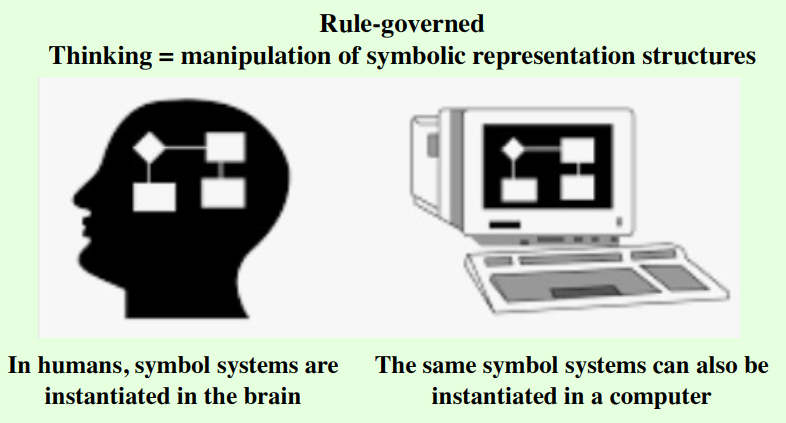 Rule-governed
Thinking = manipulation of symbolic representation structures
In humans, symbol systems are
instantiated in the brain
The same symbol systems can also be
instantiated in a computer